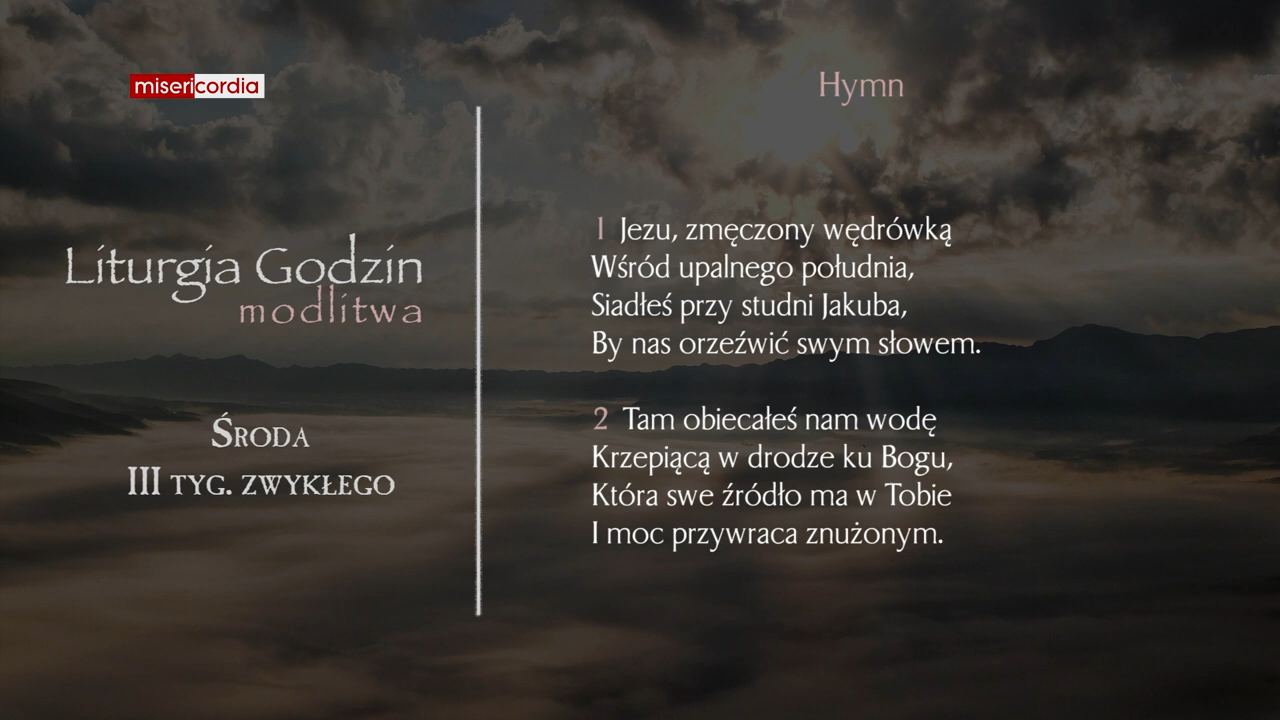 misericordia
Liturgia Godzin
modlitwa
Środa
III tyg. zwykłego
Hymn
1 Jezu, zmęczony wędrówką
Wśród upalnego południa,
Siadłeś przy studni Jakuba,
By nas orzeźwić swym słowem.
2 Tam obiecałeś nam wodę
Krzepiącą w drodze ku Bogu,
Która swe źródło ma w Tobie
I moc przywraca znużonym.